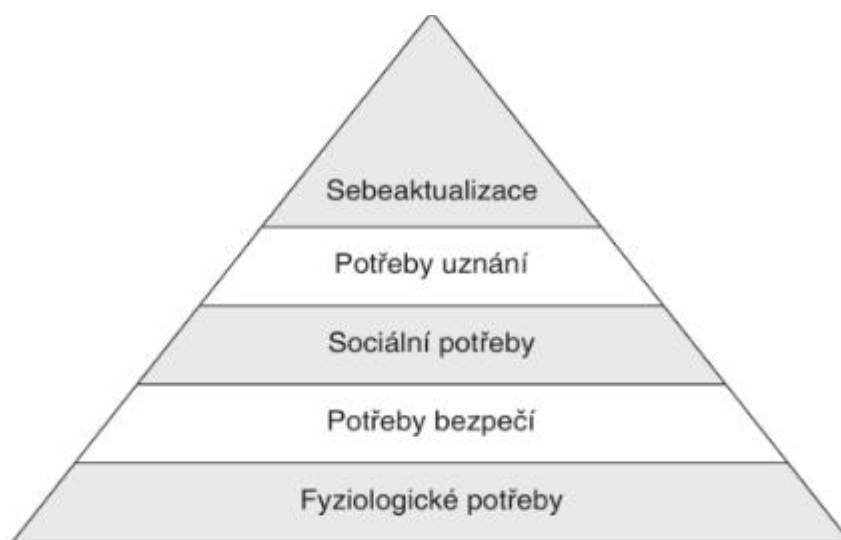 Sebeaktualizace
Potřeby uznání
Sociální potřeby
Potřeby bezpečí
Fyziologické potřeby